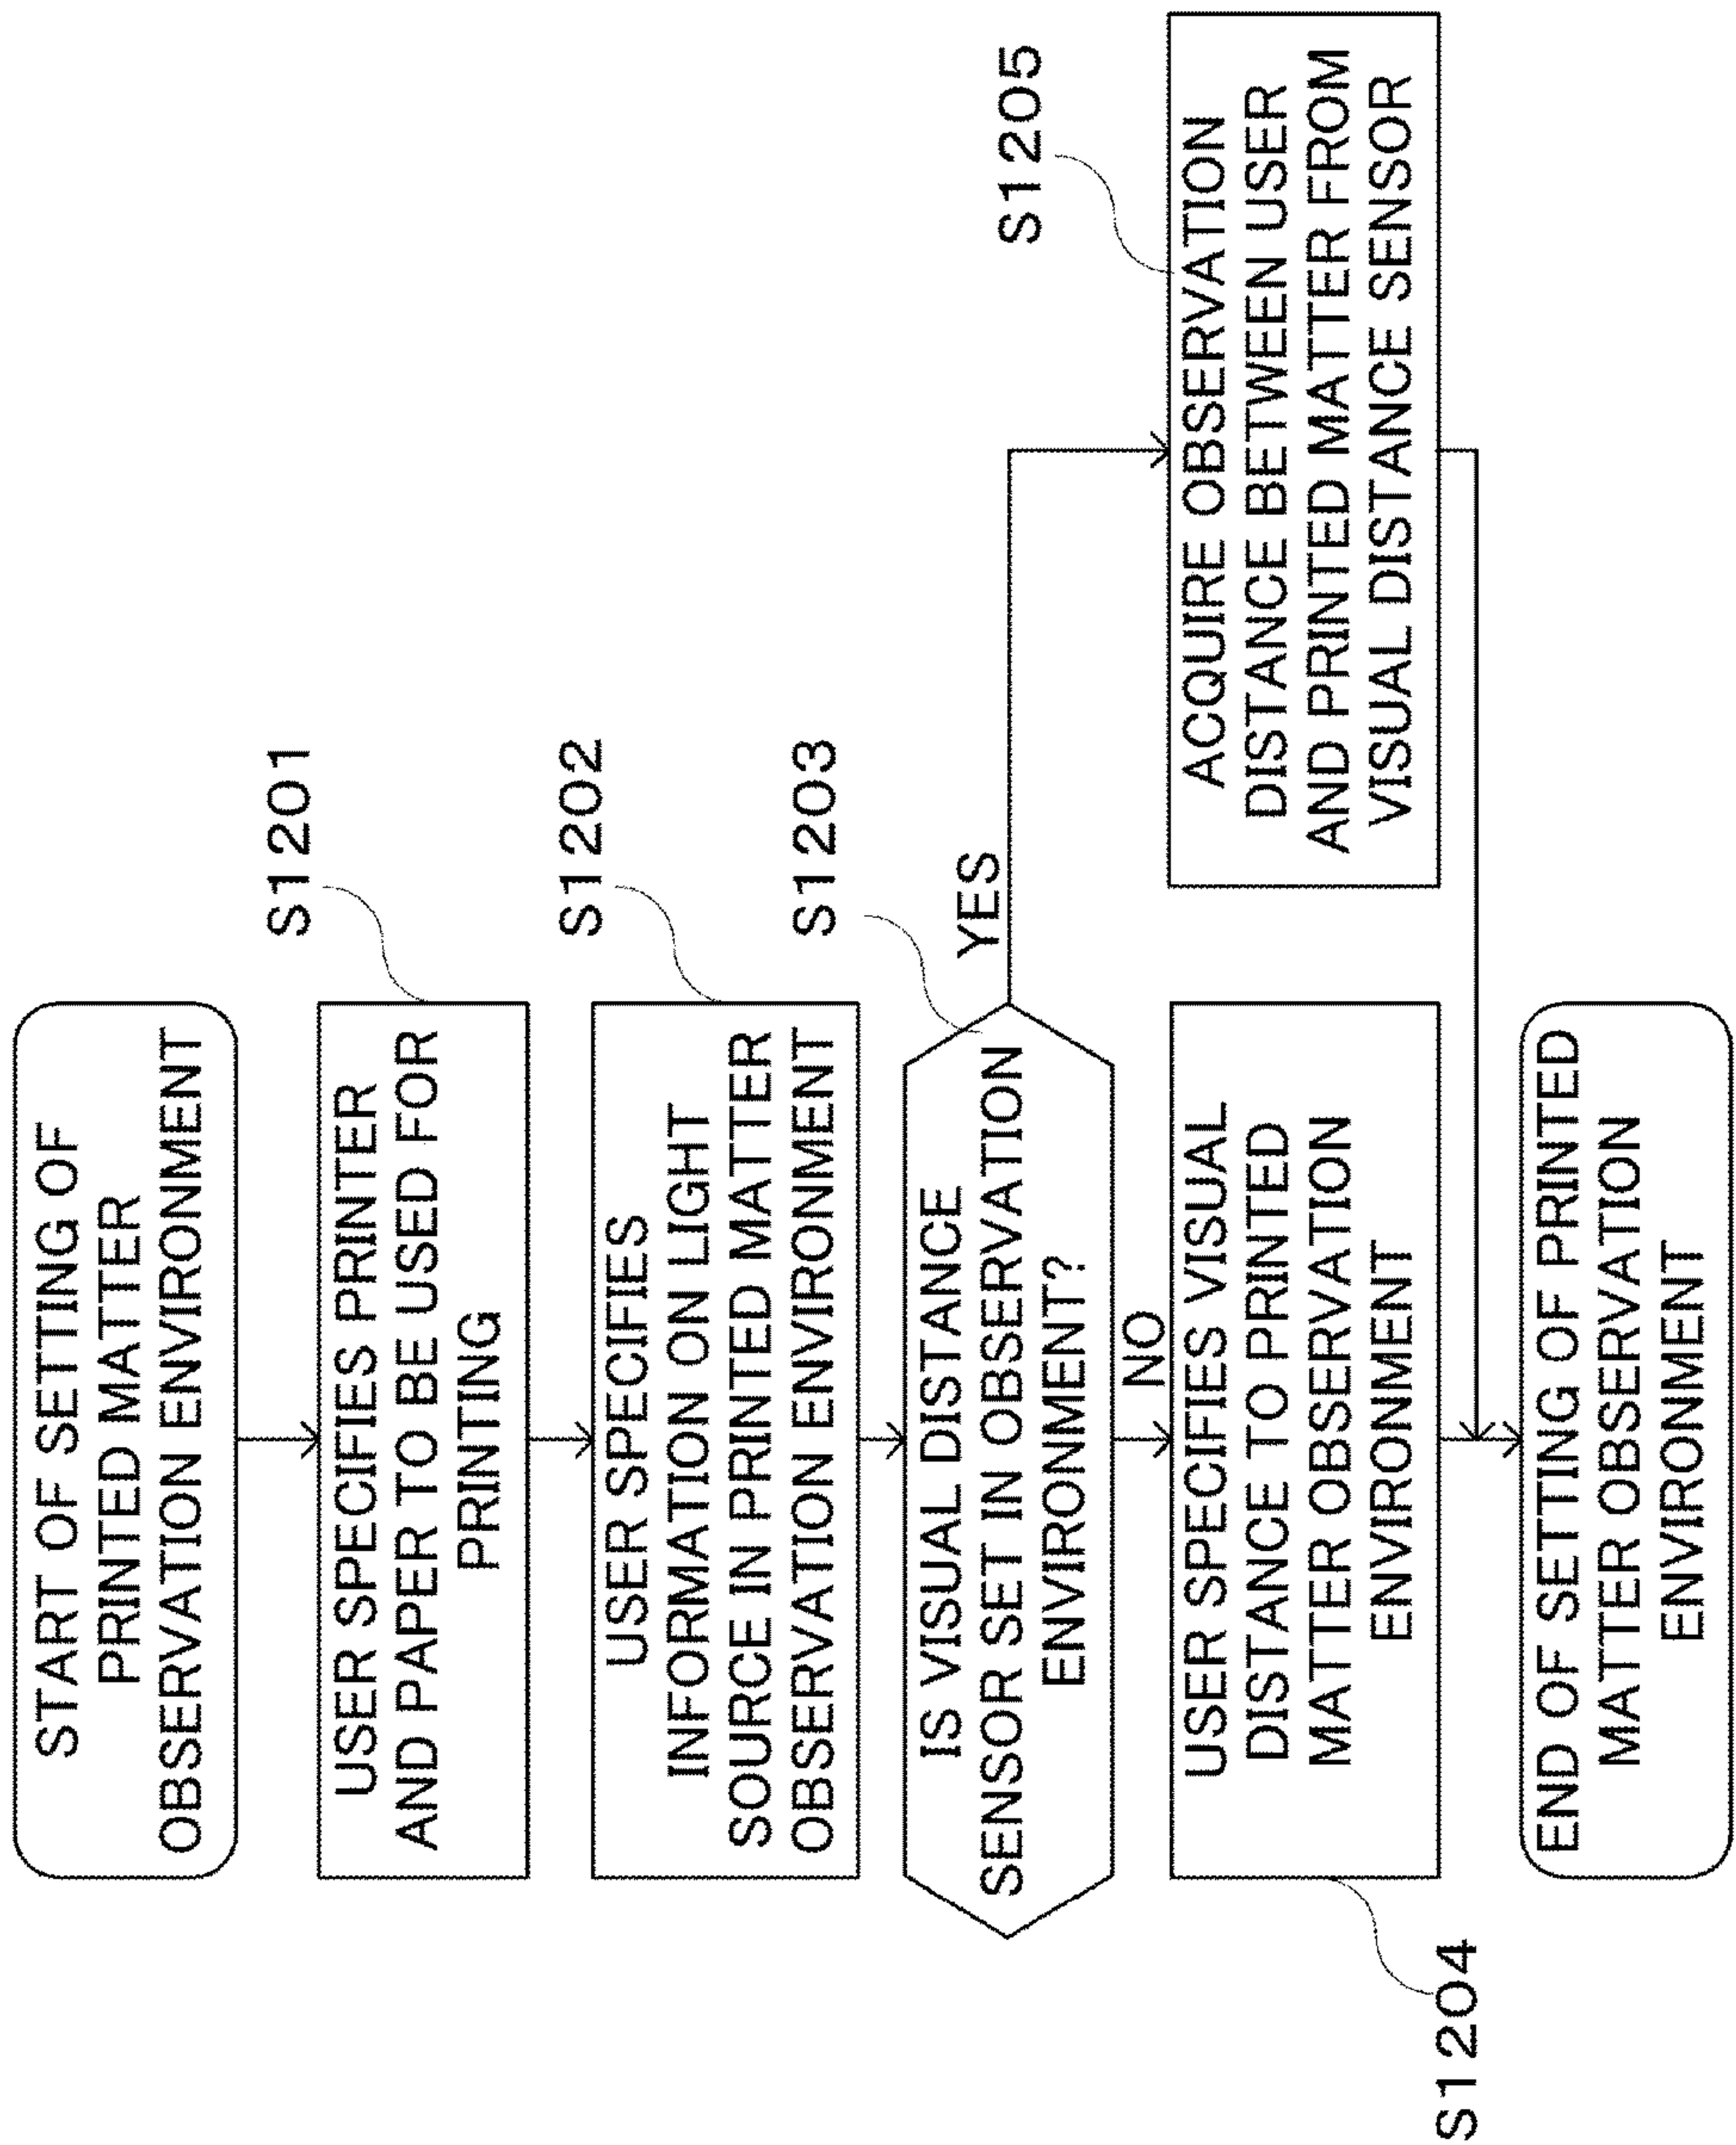 START OF SETTING OF
PRINTED MATTER
OBSERVATION ENVIRONMENT
S1201
USER SPECIFIES PRINTER
AND PAPER TO BE USED FOR
PRINTING
S1202
USER SPECIFIES
INFORMATION ON LIGHT
SOURCE IN PRINTED MATTER
OBSERVATION ENVIRONMENT
S1203
IS VISUAL DISTANCE
SENSOR SET IN OBSERVATION
ENVIRONMENT?
YES
NO
S1204
USER SPECIFIES VISUAL
DISTANCE TO PRINTED
MATTER OBSERVATION
ENVIRONMENT
S1205
ACQUIRE OBSERVATION
DISTANCE BETWEEN USER
AND PRINTED MATTER FROM
VISUAL DISTANCE SENSOR
END OF SETTING OF PRINTED
MATTER OBSERVATION
ENVIRONMENT